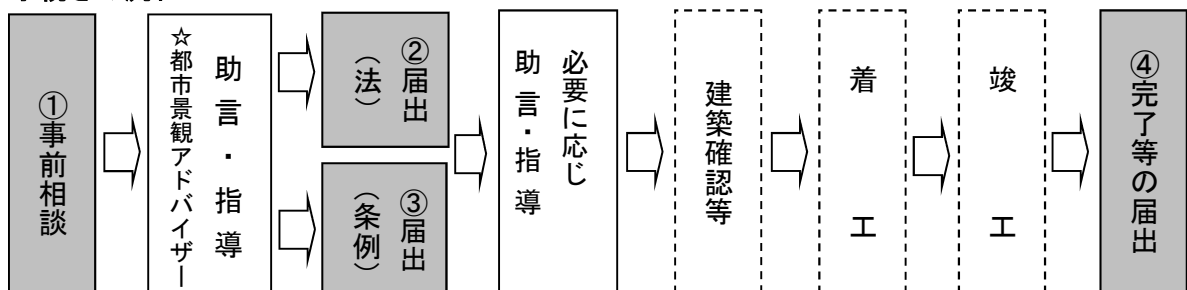 ①事前相談
助言・指導
☆都市景観アドバイザー
②届出
（法）
③届出
（条例）
必要に応じ
助言・指導
建築確認等
着工
竣工
④完了等の届出